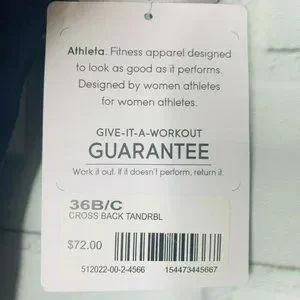 Athleta. Fitness apparel designed
to look as good as it performs.
Designed by women athletes
for women athletes.
GIVE-IT-A-WORKOUT
GUARANTEE
Work it out. If it doesn't perform, return it.
36B/C
CROSS BACK TANDRBL
$72.00
512022-00-2-4566 154473445667